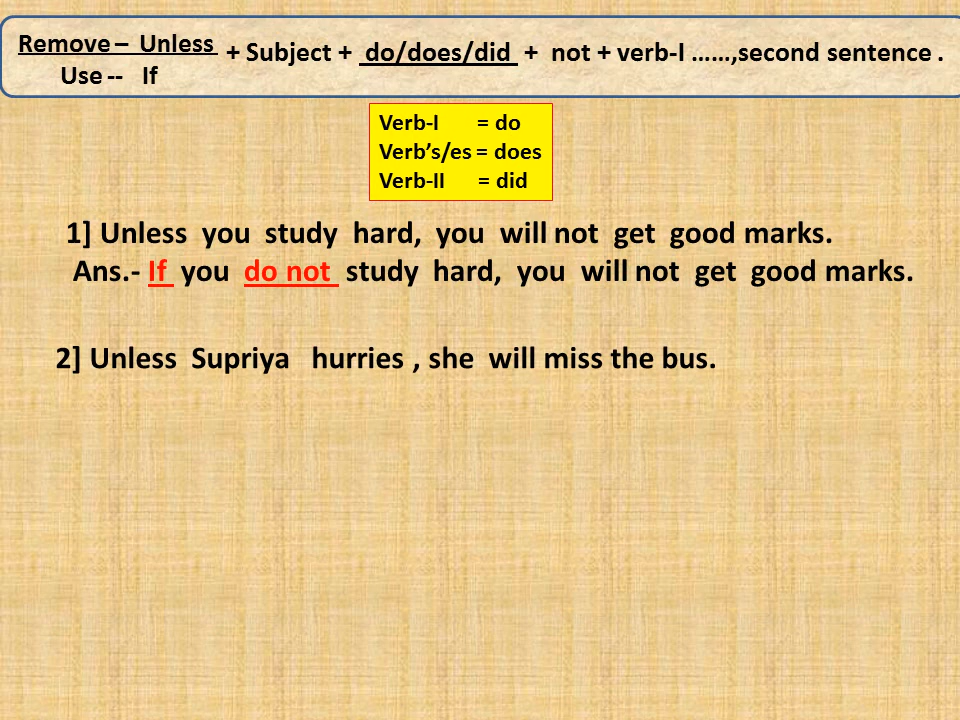 Remove – Unless + Subject + do/does/did + not + verb-I ……,second sentence .
Use -- If
Verb-I = do
Verb’s/es = does
Verb-II = did
1] Unless you study hard, you will not get good marks.
Ans.- If you do not study hard, you will not get good marks.
2] Unless Supriya hurries , she will miss the bus.